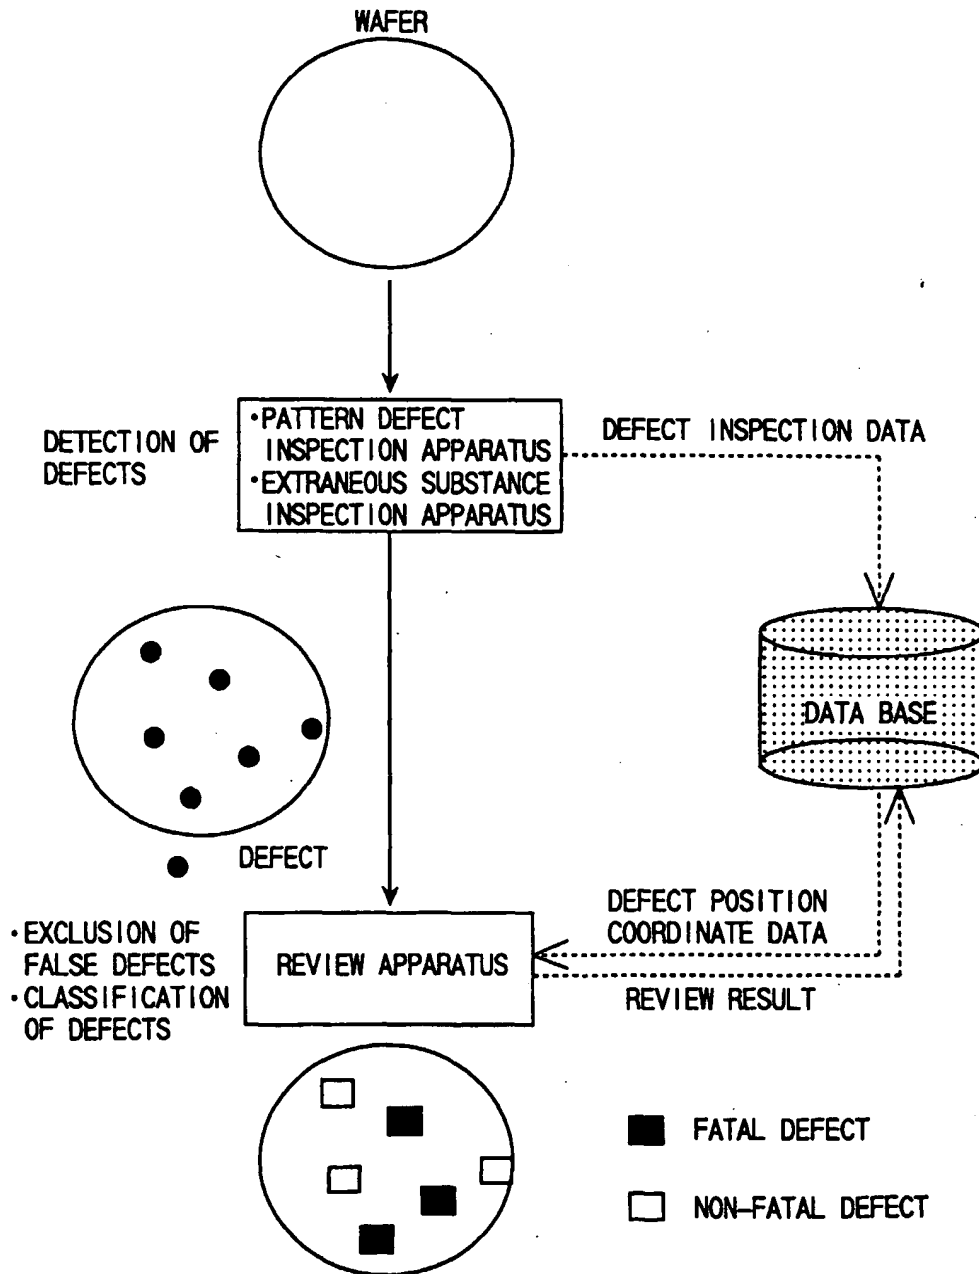 WAFER
DETECTION OF
DEFECTS
·PATTERN DEFECT
INSPECTION APPARATUS
·EXTRANEOUS SUBSTANCE
INSPECTION APPARATUS
DEFECT INSPECTION DATA
DATA BASE
DEFECT
·EXCLUSION OF
FALSE DEFECTS
·CLASSIFICATION
OF DEFECTS
REVIEW APPARATUS
DEFECT POSITION
COORDINATE DATA
REVIEW RESULT
FATAL DEFECT
NON-FATAL DEFECT